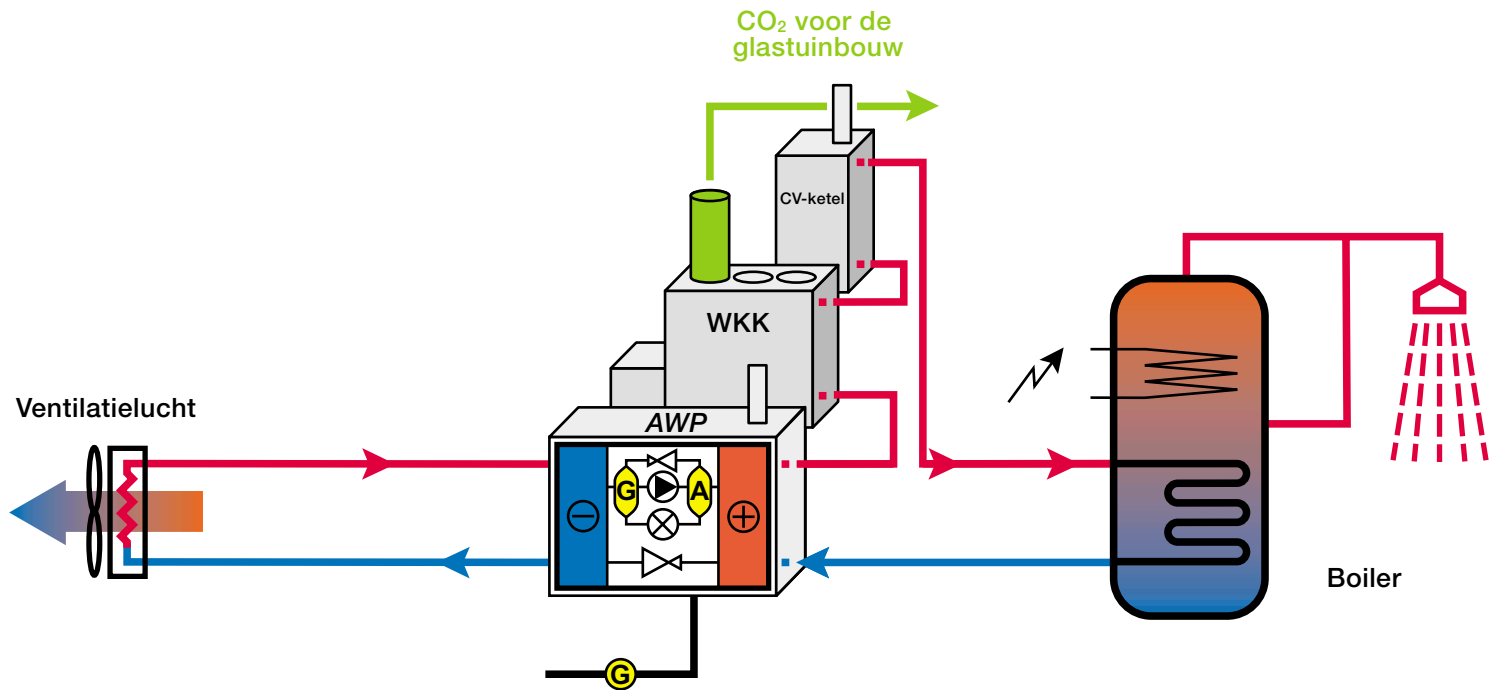 CO₂ voor de
glastuinbouw
CV-ketel
WKK
Ventilatielucht
AWP
G
A
Boiler
G